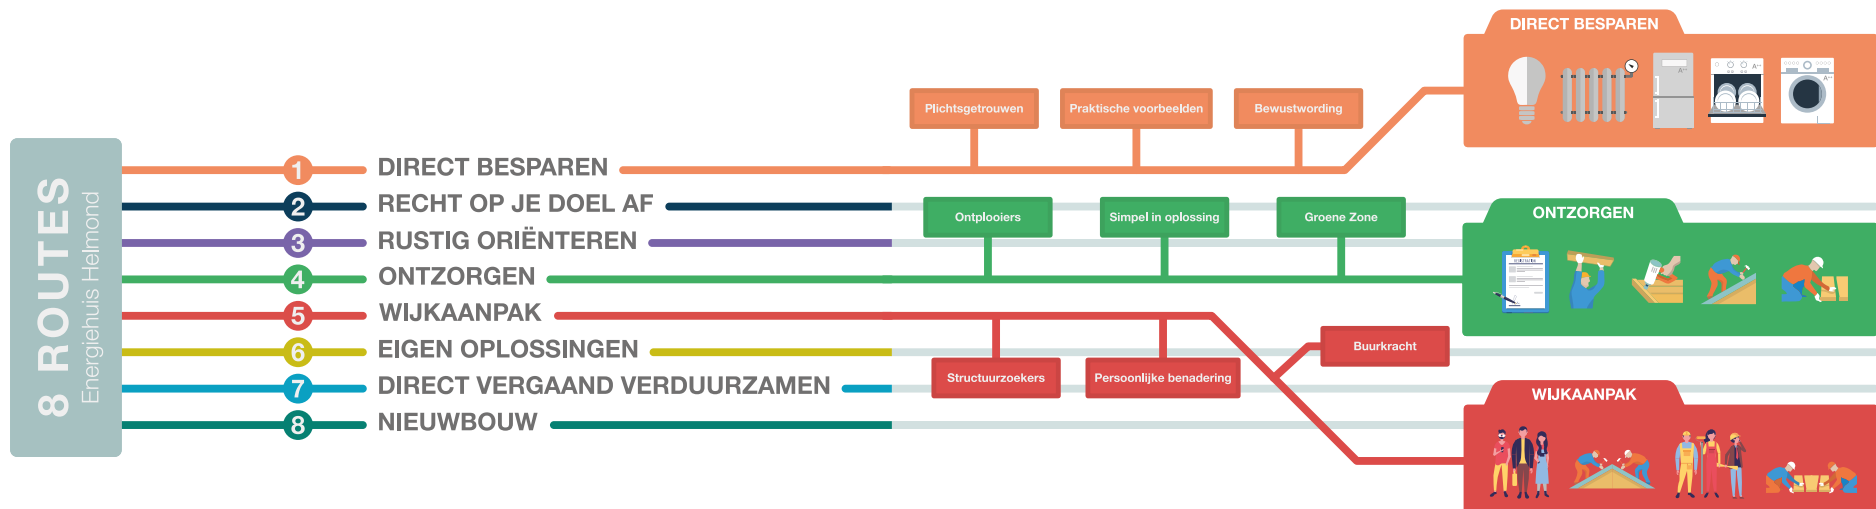 8 ROUTES
Energiehuis Helmond
1 DIRECT BESPAREN
2 RECHT OP JE DOEL AF
3 RUSTIG ORIËNTEREN
4 ONTZORGEN
5 WIJKAANPAK
6 EIGEN OPLOSSINGEN
7 DIRECT VERGAAND VERDUURZAMEN
8 NIEUWBOUW
Plichtsgetrouwen
Praktische voorbeelden
Bewustwording
Ontplooiers
Simpel in oplossing
Groene Zone
Structuurzoekers
Persoonlijke benadering
Buurkracht
DIRECT BESPAREN
A++
A++
A++
ONTZORGEN
WIJKAANPAK